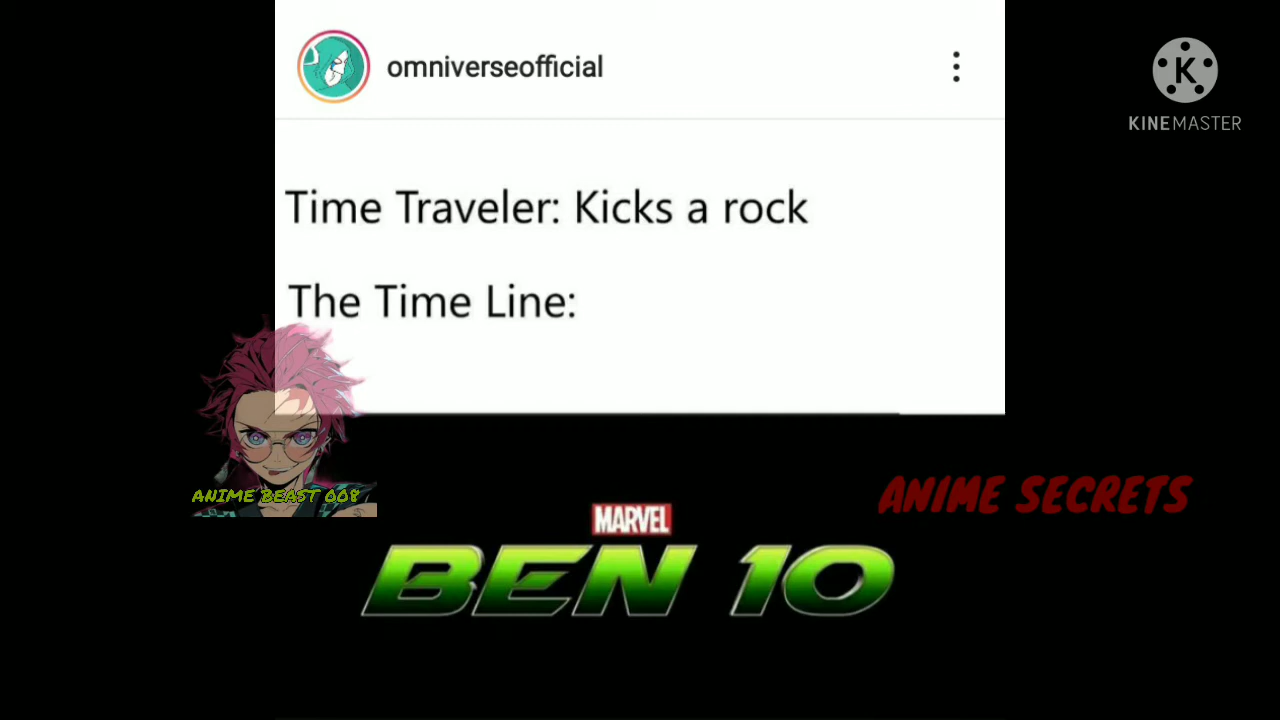 omniverseofficial
K
KINEMASTER
Time Traveler: Kicks a rock
The Time Line:
ANIME BEAST 008
ANIME SECRETS
MARVEL
BEN 10